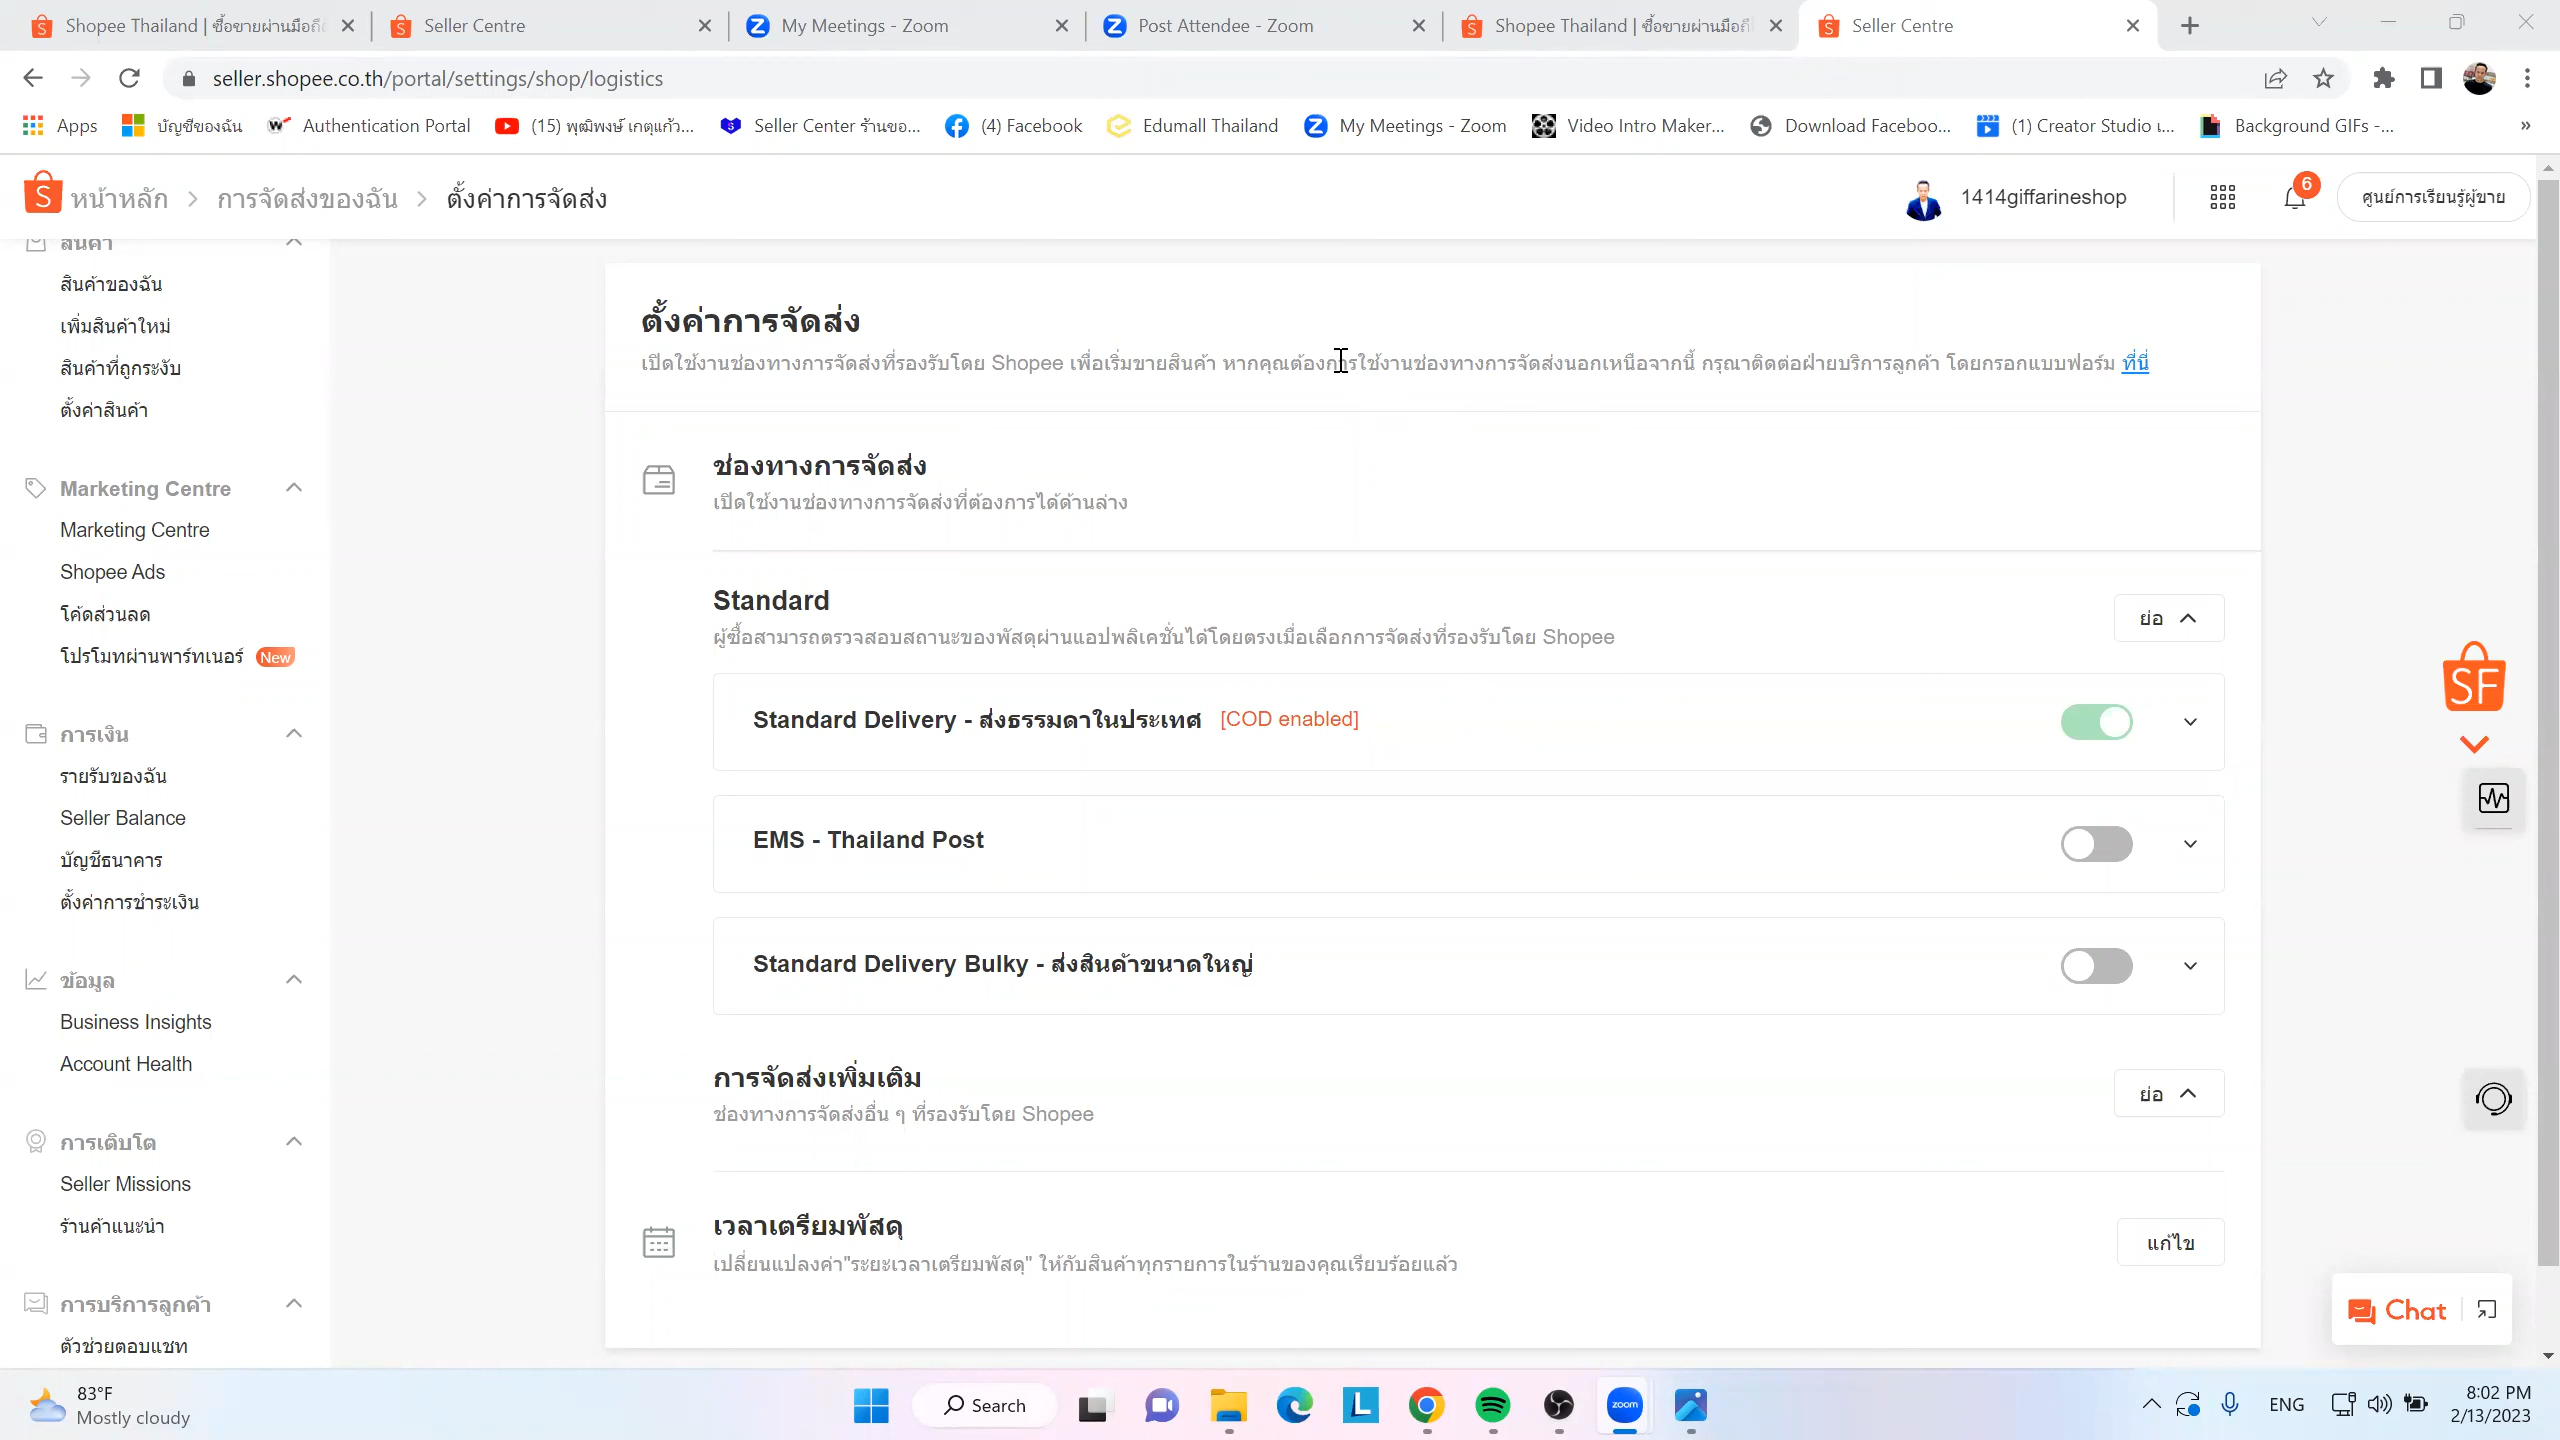 Shopee Thailand | ซื้อขายผ่านมือถือ
Seller Centre
My Meetings - Zoom
Post Attendee - Zoom
Shopee Thailand | ซื้อขายผ่านมือถือ
Seller Centre
seller.shopee.co.th/portal/settings/shop/logistics
Apps
บัญชีของฉัน
Authentication Portal
(15) พุฒิพงษ์ เกตุแก้ว...
Seller Center ร้านขอ...
(4) Facebook
Edumall Thailand
My Meetings - Zoom
Video Intro Maker...
Download Faceboo...
(1) Creator Studio เ...
Background GIFs -...
หน้าหลัก > การจัดส่งของฉัน > ตั้งค่าการจัดส่ง
1414giffarineshop
6
ศูนย์การเรียนรู้ผู้ขาย
สินค้า
สินค้าของฉัน
เพิ่มสินค้าใหม่
สินค้าที่ถูกระงับ
ตั้งค่าสินค้า
Marketing Centre
Marketing Centre
Shopee Ads
โค้ดส่วนลด
โปรโมทผ่านพาร์ทเนอร์ New
การเงิน
รายรับของฉัน
Seller Balance
บัญชีธนาคาร
ตั้งค่าการชำระเงิน
ข้อมูล
Business Insights
Account Health
การเติบโต
Seller Missions
ร้านค้าแนะนำ
การบริการลูกค้า
ตัวช่วยตอบแชท
ตั้งค่าการจัดส่ง
เปิดใช้งานช่องทางการจัดส่งที่รองรับโดย Shopee เพื่อเริ่มขายสินค้า หากคุณต้องการใช้งานช่องทางการจัดส่งนอกเหนือจากนี้ กรุณาติดต่อฝ่ายบริการลูกค้า โดยกรอกแบบฟอร์ม ที่นี่
ช่องทางการจัดส่ง
เปิดใช้งานช่องทางการจัดส่งที่ต้องการได้ด้านล่าง
Standard
ผู้ซื้อสามารถตรวจสอบสถานะของพัสดุผ่านแอปพลิเคชั่นได้โดยตรงเมื่อเลือกการจัดส่งที่รองรับโดย Shopee
ย่อ
Standard Delivery - ส่งธรรมดาในประเทศ [COD enabled]
EMS - Thailand Post
Standard Delivery Bulky - ส่งสินค้าขนาดใหญ่
การจัดส่งเพิ่มเติม
ช่องทางการจัดส่งอื่น ๆ ที่รองรับโดย Shopee
ย่อ
เวลาเตรียมพัสดุ
เปลี่ยนแปลงค่า"ระยะเวลาเตรียมพัสดุ" ให้กับสินค้าทุกรายการในร้านของคุณเรียบร้อยแล้ว
แก้ไข
SF
Chat
83°F
Mostly cloudy
Search
zoom
ENG
8:02 PM
2/13/2023